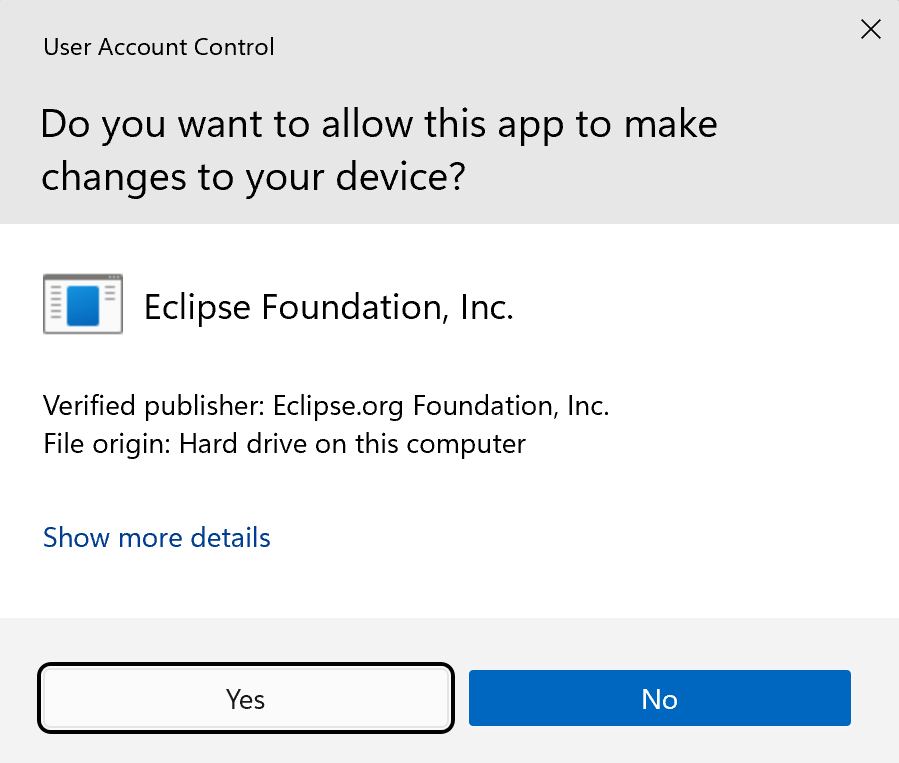 User Account Control
Do you want to allow this app to make
changes to your device?
Eclipse Foundation, Inc.
Verified publisher: Eclipse.org Foundation, Inc.
File origin: Hard drive on this computer
Show more details
Yes
No